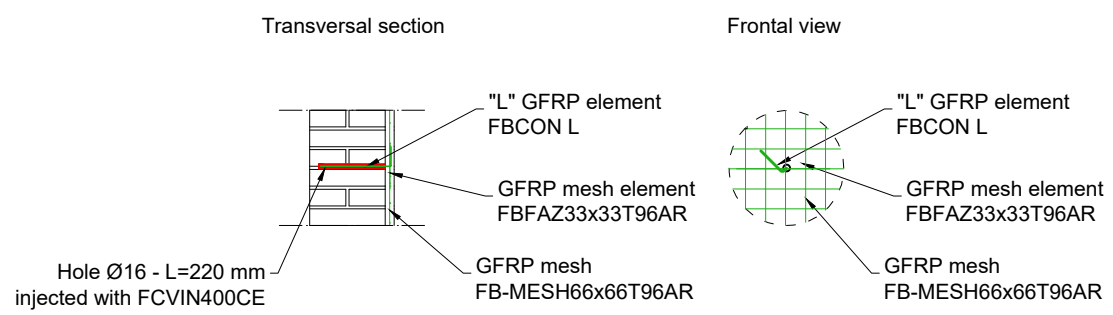 Transversal section
"L" GFRP element
FBCON L
GFRP mesh element
FBFAZ33x33T96AR
GFRP mesh
FB-MESH66x66T96AR
Hole Ø16 - L=220 mm
injected with FCVIN400CE
Frontal view
"L" GFRP element
FBCON L
GFRP mesh element
FBFAZ33x33T96AR
GFRP mesh
FB-MESH66x66T96AR